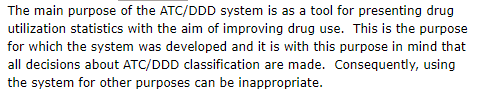 The main purpose of the ATC/DDD system is as a tool for presenting drug
utilization statistics with the aim of improving drug use.  This is the purpose
for which the system was developed and it is with this purpose in mind that
all decisions about ATC/DDD classification are made.  Consequently, using
the system for other purposes can be inappropriate.